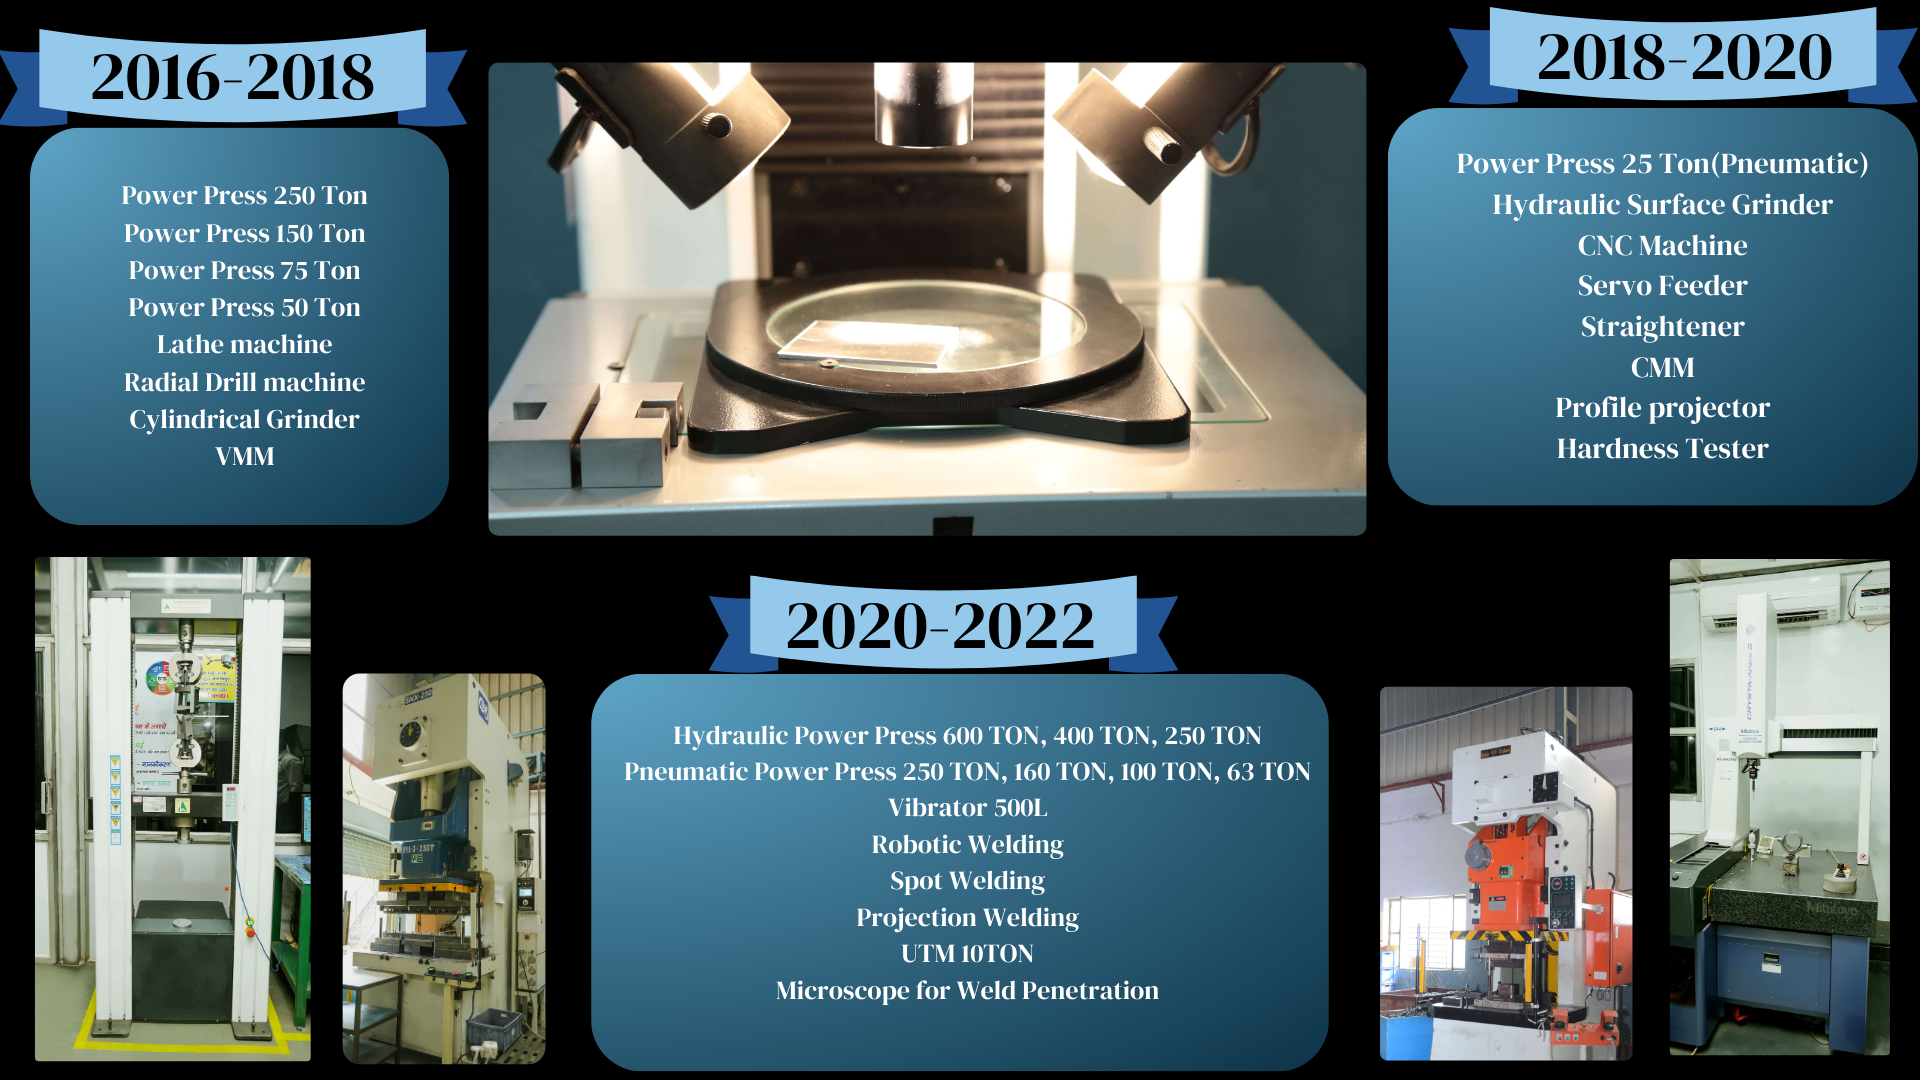 2016-2018
Power Press 250 Ton
Power Press 150 Ton
Power Press 75 Ton
Power Press 50 Ton
Lathe machine
Radial Drill machine
Cylindrical Grinder
VMM
2018-2020
Power Press 25 Ton(Pneumatic)
Hydraulic Surface Grinder
CNC Machine
Servo Feeder
Straightener
CMM
Profile projector
Hardness Tester
2020-2022
Hydraulic Power Press 600 TON, 400 TON, 250 TON
Pneumatic Power Press 250 TON, 160 TON, 100 TON, 63 TON
Vibrator 500L
Robotic Welding
Spot Welding
Projection Welding
UTM 10TON
Microscope for Weld Penetration
SNX-250
Mitutoyo